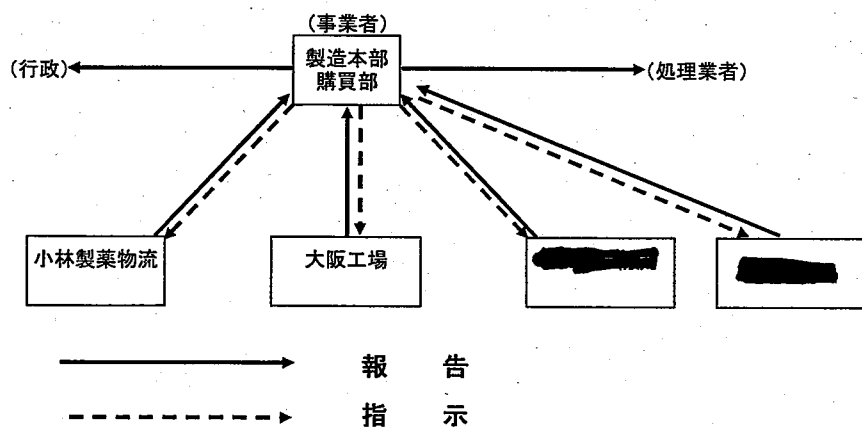 (事業者)
製造本部
購買部
(行政)
(処理業者)
小林製薬物流
大阪工場
報 告
指 示